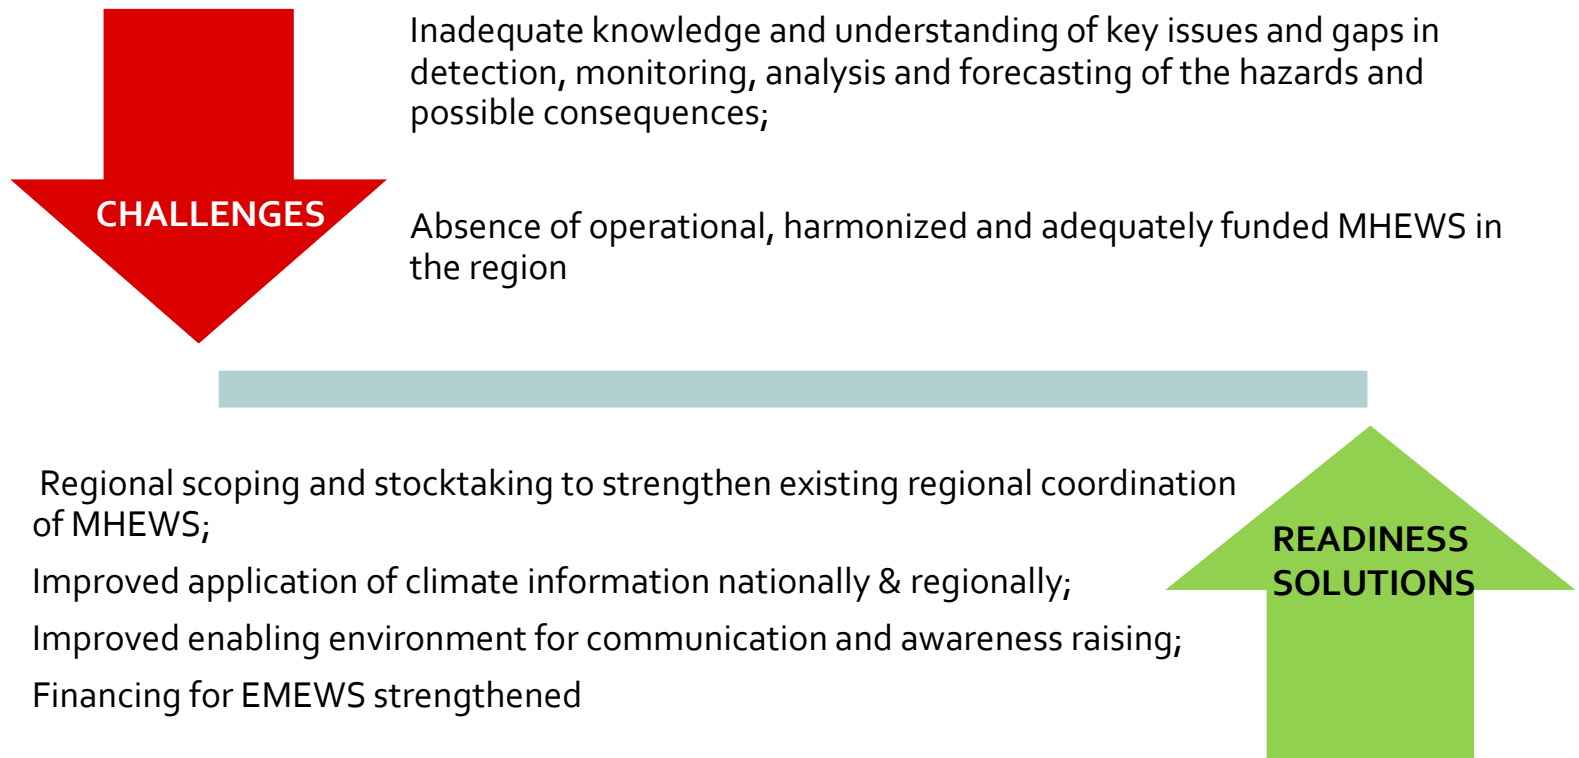 Inadequate knowledge and understanding of key issues and gaps in
detection, monitoring, analysis and forecasting of the hazards and
possible consequences;
CHALLENGES
Absence of operational, harmonized and adequately funded MHEWS in
the region
Regional scoping and stocktaking to strengthen existing regional coordination
of MHEWS;
Improved application of climate information nationally & regionally;
Improved enabling environment for communication and awareness raising;
Financing for EMEWS strengthened
READINESS
SOLUTIONS